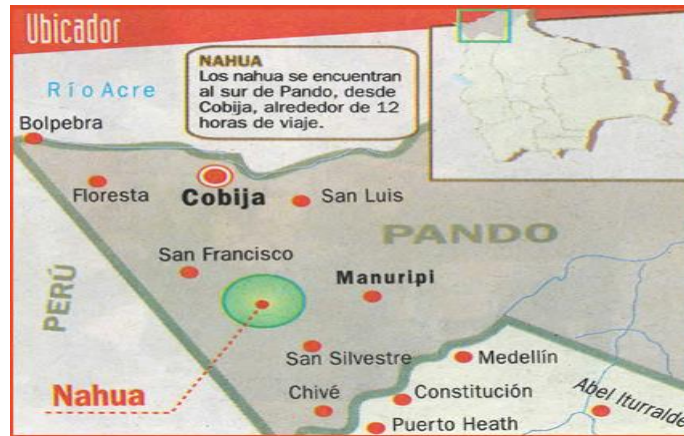 Ubicador
NAHUA
Los nahua se encuentran
al sur de Pando, desde
Cobija, alrededor de 12
horas de viaje.
Río Acre
Bolpebra
Floresta
Cobija
San Luis
PANDO
San Francisco
Manuripi
PERÚ
San Silvestre
Medellín
Nahua
Chivé
Constitución
Abel Iturralde
Puerto Heath